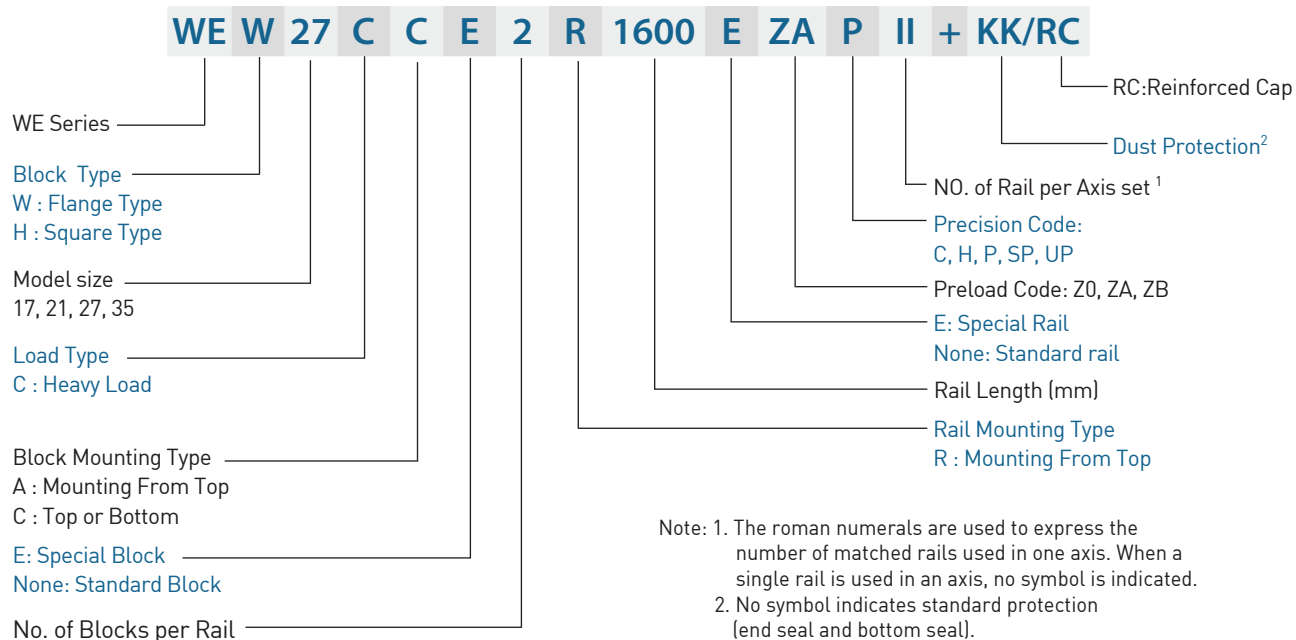 WE W 27 C C E 2 R 1600 E ZA P II + KK/RC
WE Series
Block Type
W : Flange Type
H : Square Type
Model size
17, 21, 27, 35
Load Type
C : Heavy Load
Block Mounting Type
A : Mounting From Top
C : Top or Bottom
E: Special Block
None: Standard Block
No. of Blocks per Rail
RC:Reinforced Cap
Dust Protection²
NO. of Rail per Axis set ¹
Precision Code:
C, H, P, SP, UP
Preload Code: Z0, ZA, ZB
E: Special Rail
None: Standard rail
Rail Length (mm)
Rail Mounting Type
R : Mounting From Top
Note: 1. The roman numerals are used to express the
number of matched rails used in one axis. When a
single rail is used in an axis, no symbol is indicated.
2. No symbol indicates standard protection
(end seal and bottom seal).